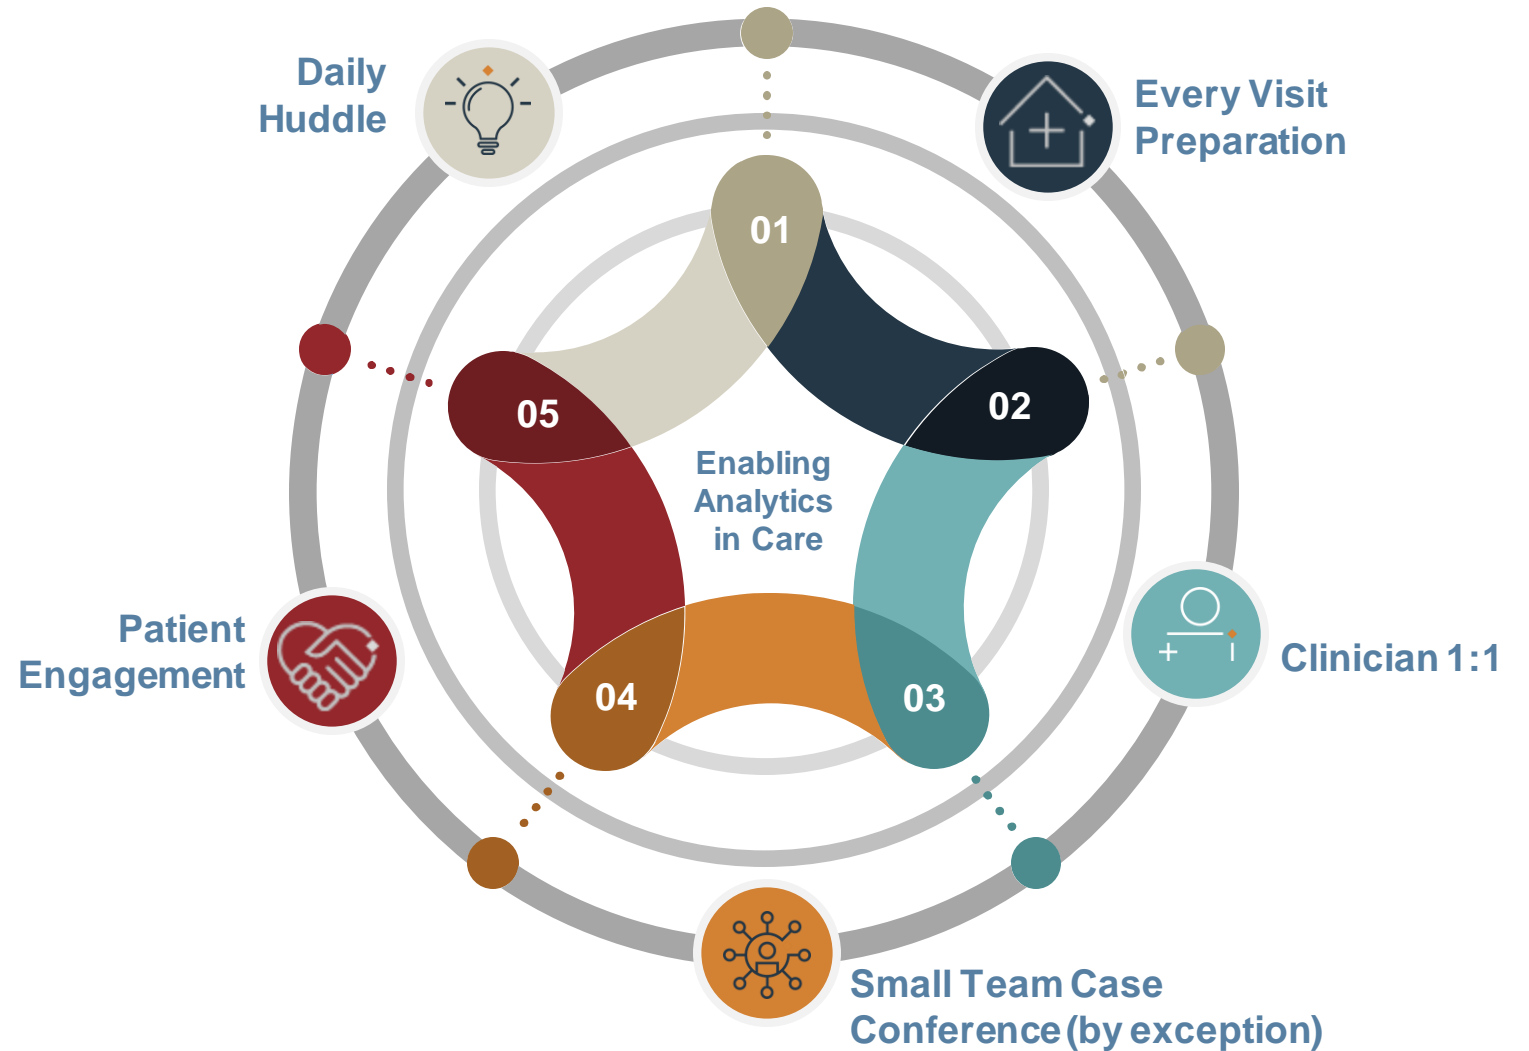 Daily
Huddle
Every Visit
Preparation
01
02
05
Enabling
Analytics
in Care
Patient
Engagement
Clinician 1:1
04
03
Small Team Case
Conference (by exception)